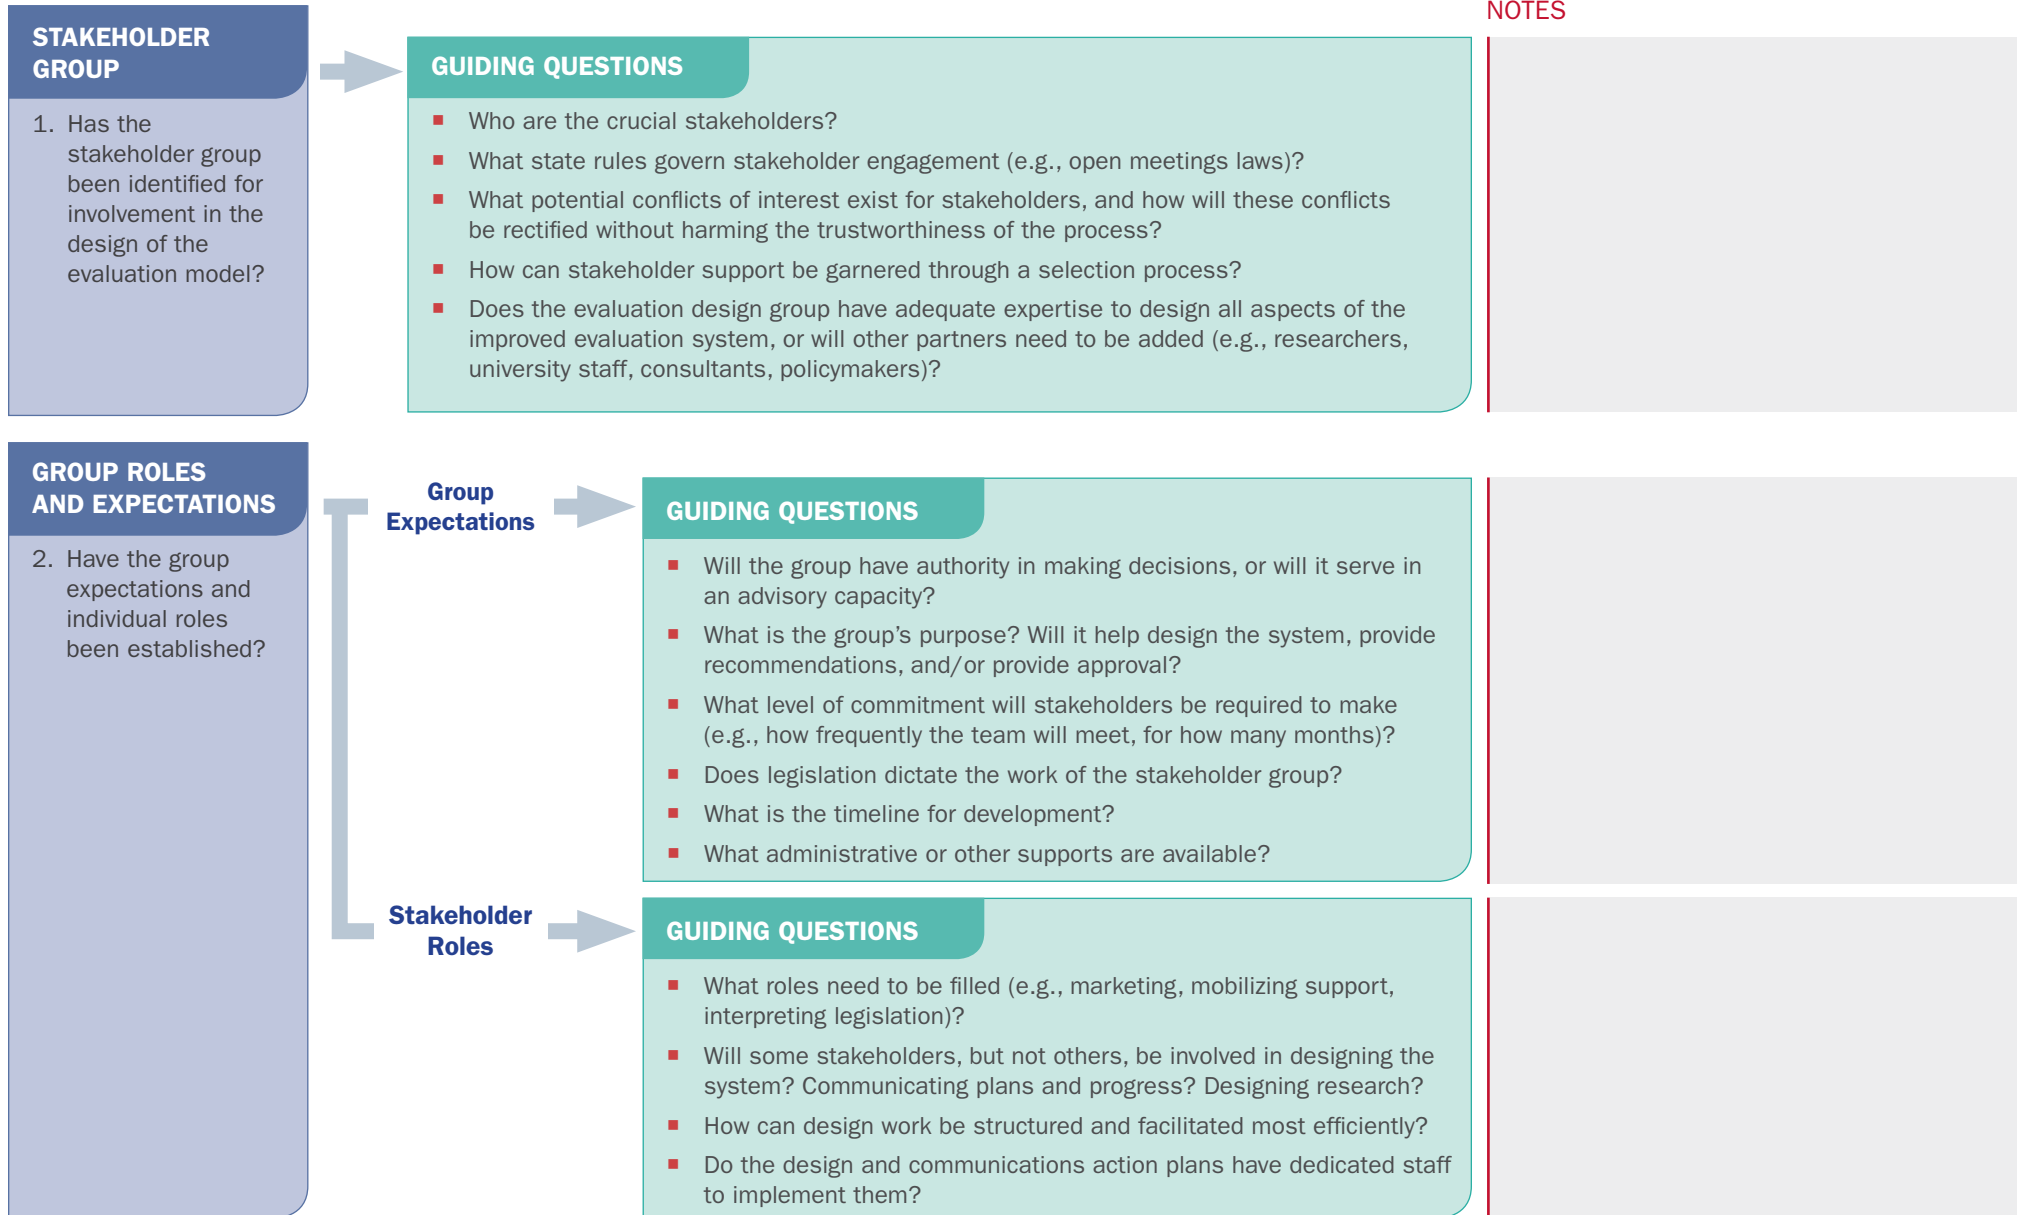 NOTES
STAKEHOLDER
GROUP
1. Has the
stakeholder group
been identified for
involvement in the
design of the
evaluation model?
GUIDING QUESTIONS
■ Who are the crucial stakeholders?
■ What state rules govern stakeholder engagement (e.g., open meetings laws)?
■ What potential conflicts of interest exist for stakeholders, and how will these conflicts
be rectified without harming the trustworthiness of the process?
■ How can stakeholder support be garnered through a selection process?
■ Does the evaluation design group have adequate expertise to design all aspects of the
improved evaluation system, or will other partners need to be added (e.g., researchers,
university staff, consultants, policymakers)?
GROUP ROLES
AND EXPECTATIONS
2. Have the group
expectations and
individual roles
been established?
Group
Expectations
GUIDING QUESTIONS
■ Will the group have authority in making decisions, or will it serve in
an advisory capacity?
■ What is the group’s purpose? Will it help design the system, provide
recommendations, and/or provide approval?
■ What level of commitment will stakeholders be required to make
(e.g., how frequently the team will meet, for how many months)?
■ Does legislation dictate the work of the stakeholder group?
■ What is the timeline for development?
■ What administrative or other supports are available?
Stakeholder
Roles
GUIDING QUESTIONS
■ What roles need to be filled (e.g., marketing, mobilizing support,
interpreting legislation)?
■ Will some stakeholders, but not others, be involved in designing the
system? Communicating plans and progress? Designing research?
■ How can design work be structured and facilitated most efficiently?
■ Do the design and communications action plans have dedicated staff
to implement them?